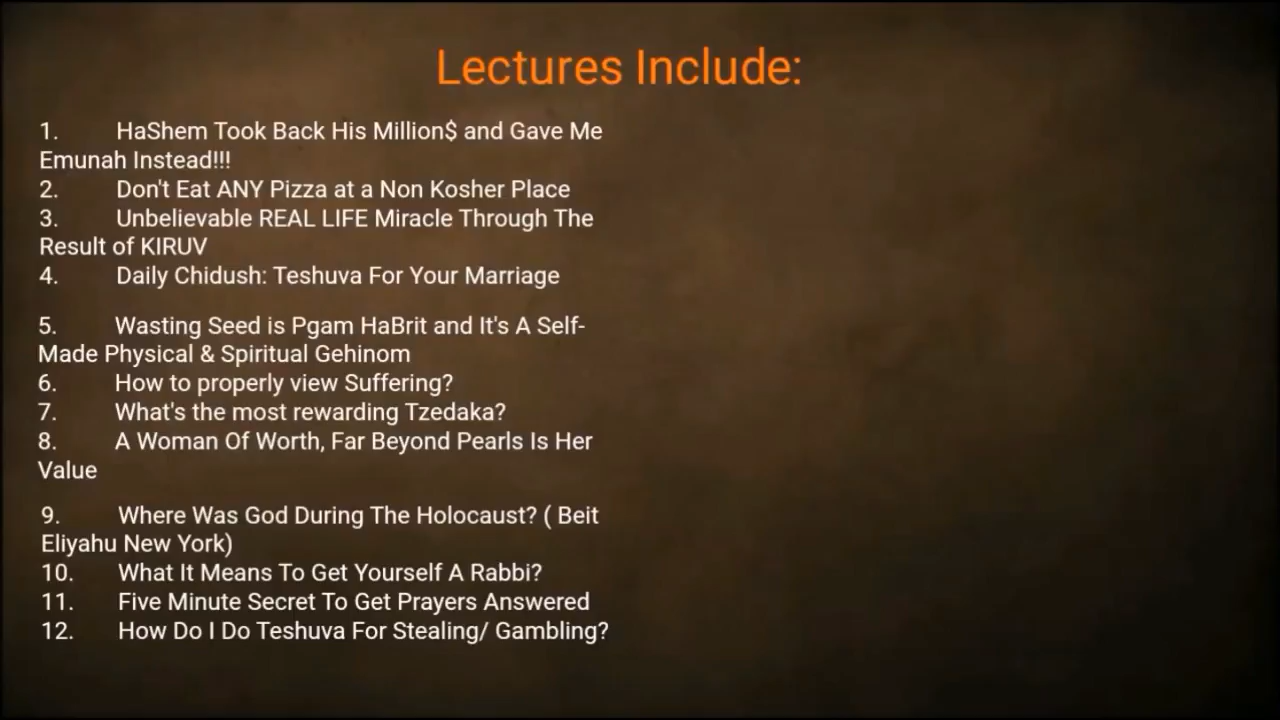 Lectures Include:
1. HaShem Took Back His Million$ and Gave Me
Emunah Instead!!!
2. Don't Eat ANY Pizza at a Non Kosher Place
3. Unbelievable REAL LIFE Miracle Through The
Result of KIRUV
4. Daily Chidush: Teshuva For Your Marriage
5. Wasting Seed is Pgam HaBrit and It's A Self-
Made Physical & Spiritual Gehinom
6. How to properly view Suffering?
7. What's the most rewarding Tzedaka?
8. A Woman Of Worth, Far Beyond Pearls Is Her
Value
9. Where Was God During The Holocaust? ( Beit
Eliyahu New York)
10. What It Means To Get Yourself A Rabbi?
11. Five Minute Secret To Get Prayers Answered
12. How Do I Do Teshuva For Stealing/ Gambling?